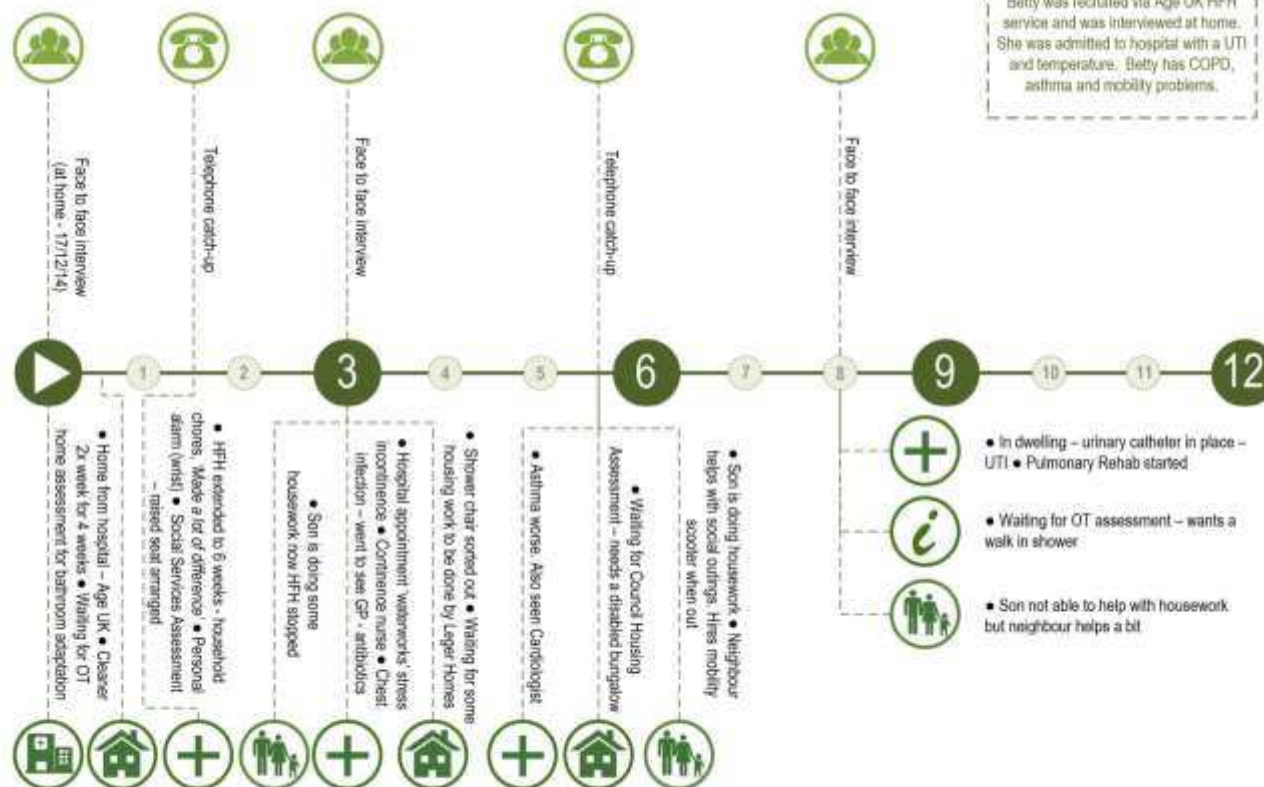 Betty was recruited via Age UK HFH
service and was interviewed at home.
She was admitted to hospital with a UTI
and temperature. Betty has COPD,
asthma and mobility problems.
Face to face interview
(at home - 17/12/14)
Telephone catch-up
Face to face interview
Telephone catch-up
Face to face interview
1
2
3
4
5
6
7
8
9
10
11
12
● Home from hospital – Age UK ● Cleaner
2x week for 4 weeks ● Waiting for OT
home assessment for bathroom adaptation
● HFH extended to 6 weeks - household
chores, 'Made a lot of difference' ● Personal
alarm (wrist) ● Social Services Assessment
– raised seat arranged
● Son is doing some
housework now HFH stopped
● Hospital appointment 'waterworks' stress
incontinence ● Continence nurse ● Chest
infection – went to see GP - antibiotics
● Shower chair sorted out ● Waiting for some
housing work to be done by Leger Homes
● Asthma worse. Also seen Cardiologist
● Waiting for Council Housing
Assessment – needs a disabled bungalow
● Son is doing housework ● Neighbour
helps with social outings. Hires mobility
scooter when out
● In dwelling – urinary catheter in place –
UTI ● Pulmonary Rehab started
● Waiting for OT assessment – wants a
walk in shower
● Son not able to help with housework
but neighbour helps a bit